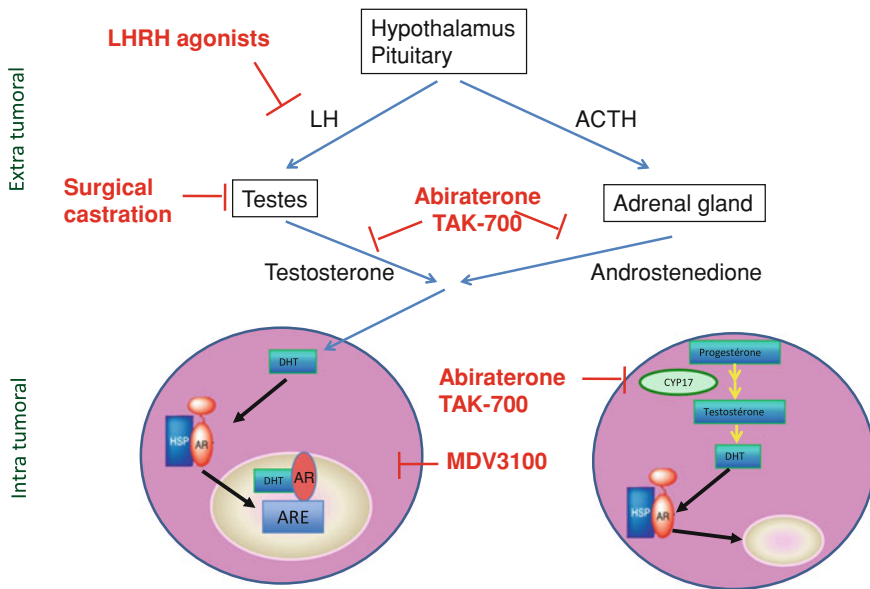 Extra tumoral
Hypothalamus
Pituitary
LHRH agonists
LH
ACTH
Surgical
castration
Testes
Abiraterone
TAK-700
Adrenal gland
Testosterone
Androstenedione
Intra tumoral
DHT
HSP
AR
DHT
AR
ARE
Abiraterone
TAK-700
MDV3100
Progestérone
CYP17
Testostérone
DHT
HSP
AR